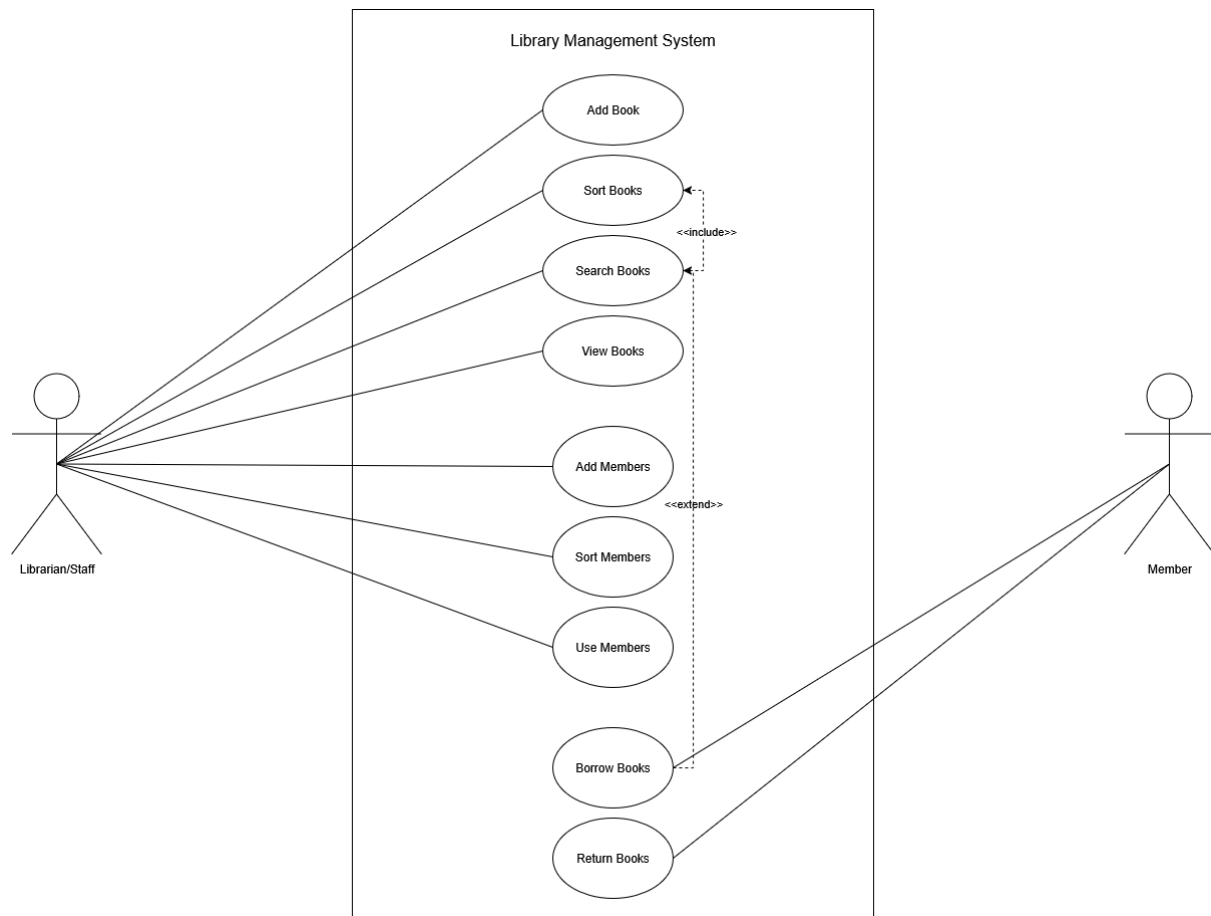 Library Management System
Add Book
Sort Books
<<include>>
Search Books
View Books
Add Members
<<extend>>
Sort Members
Librarian/Staff
Member
Use Members
Borrow Books
Return Books